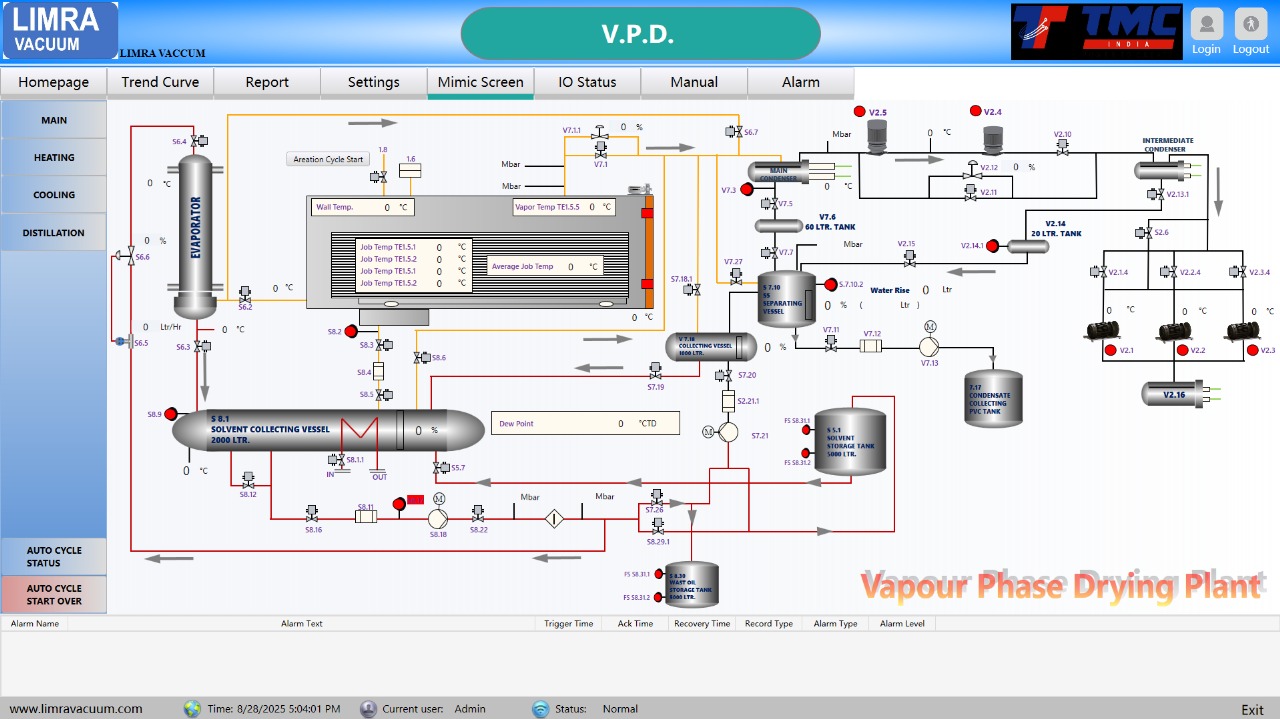 LIMRA
VACUUM
LIMRA VACCUM
V.P.D.
TMC
INDIA
Login
Logout
Homepage
Trend Curve
Report
Settings
Mimic Screen
IO Status
Manual
Alarm
MAIN
HEATING
COOLING
DISTILLATION
AUTO CYCLE
STATUS
AUTO CYCLE
START OVER
S6.4
0 °C
EVAPORATOR
0 %
S6.6
0 Ltr/Hr
S6.5
S6.3
0 °C
S6.2
0 °C
Areation Cycle Start
1.8
1.6
Mbar
Mbar
V7.1.1
0 %
V7.1
S6.7
Wall Temp. 0 °C
Vapor Temp TE1.5.5 0 °C
Job Temp TE1.5.1 0 °C
Job Temp TE1.5.2 0 °C
Job Temp TE1.5.1 0 °C
Job Temp TE1.5.2 0 °C
Average Job Temp 0 °C
0 °C
S8.2
S8.3
S8.4
S8.5
S8.6
S7.18.1
V7.27
MAIN
CONDENSER
0 °C
V7.3
V7.5
V7.6
60 LTR. TANK
V7.7
Mbar
V2.5
V2.4
Mbar
0 °C
V2.10
V2.12
0 %
V2.11
INTERMEDIATE
CONDENSER
V2.13.1
V2.14
20 LTR. TANK
V2.14.1
V2.15
S2.6
V2.1.4
V2.2.4
V2.3.4
0 °C
0 °C
0 °C
V2.1
V2.2
V2.3
V2.16
S 7.10
SS
SEPARATING
VESSEL
S7.10.2
Water Rise 0 Ltr
0 % ( Ltr )
V7.11
V7.12
M
V7.13
7.17
CONDENSATE
COLLECTING
PVC TANK
V 7.18
COLLECTING VESSEL
1000 LTR.
0 %
S7.19
S7.20
S2.21.1
M
S7.21
S8.9
S 8.1
SOLVENT COLLECTING VESSEL
2000 LTR.
0 %
0 °C
Dew Point 0 °CTD
S8.1.1
IN
OUT
S5.7
S8.12
FS S8.31.1
FS S8.31.2
S 5.1
SOLVENT
STORAGE TANK
5000 LTR.
S8.16
S8.11
M
S8.18
S8.22
Mbar
Mbar
S7.26
S8.29.1
FS S8.31.1
FS S8.31.2
S 8.30
WAST OIL
STORAGE TANK
LTR.
Vapour Phase Drying Plant
Alarm Name
Alarm Text
Trigger Time
Ack Time
Recovery Time
Record Type
Alarm Type
Alarm Level
www.limravacuum.com
Time: 8/28/2025 5:04:01 PM
Current user: Admin
Status: Normal
Exit